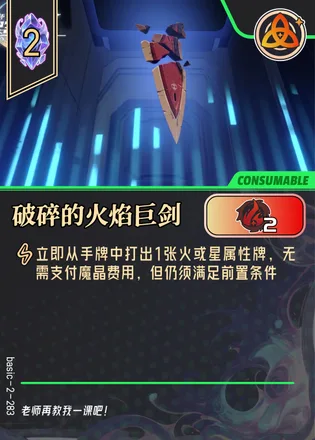 2
CONSUMABLE
破碎的火焰巨剑
2
立即从手牌中打出1张火或星属性牌，无
需支付魔晶费用，但仍须满足前置条件
basic-2-283
老师再教我一课吧！